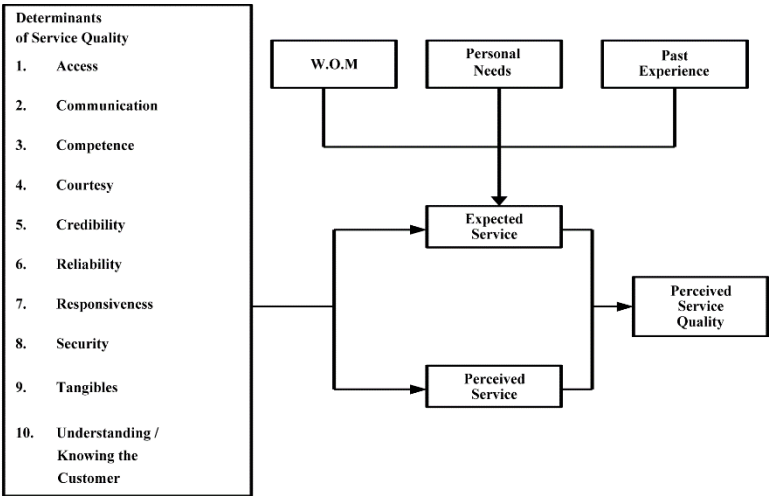 Determinants
of Service Quality
1. Access
2. Communication
3. Competence
4. Courtesy
5. Credibility
6. Reliability
7. Responsiveness
8. Security
9. Tangibles
10. Understanding /
Knowing the
Customer
W.O.M
Personal
Needs
Past
Experience
Expected
Service
Perceived
Service
Perceived
Service
Quality